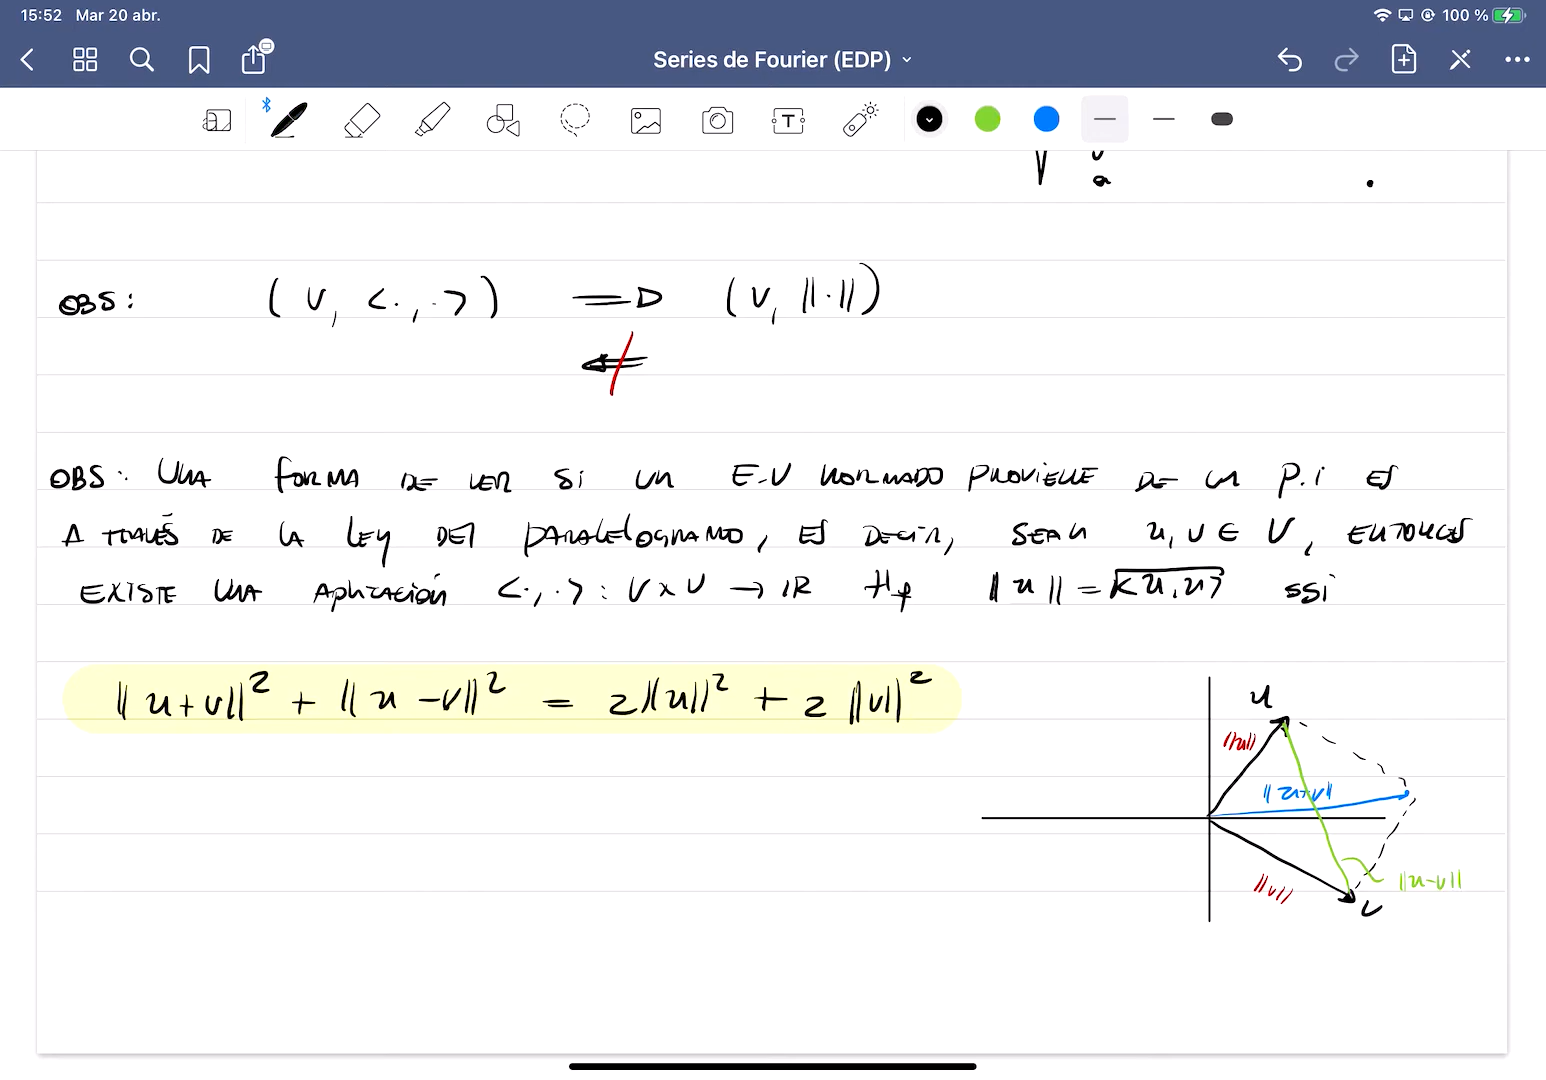 15:52 Mar 20 abr. 100 %
Series de Fourier (EDP)
OBS: (V, <·,·>) ⇒ (V, ||·||)
⇍
OBS: UNA FORMA DE VER SI UN E.V NORMADO PROVIENE DE UN P.i ES
A TRAVÉS DE LA LEY DEL PARALELOGRAMO, ES DECIR, SEAN u, v ∈ V, ENTONCES
EXISTE UNA APLICACIÓN <·,·> : V x V → IR tq ||u|| = √<u,u> SSi
||u+v||² + ||u-v||² = 2||u||² + 2||v||²
u
||u||
||u+v||
||u-v||
||v||
v